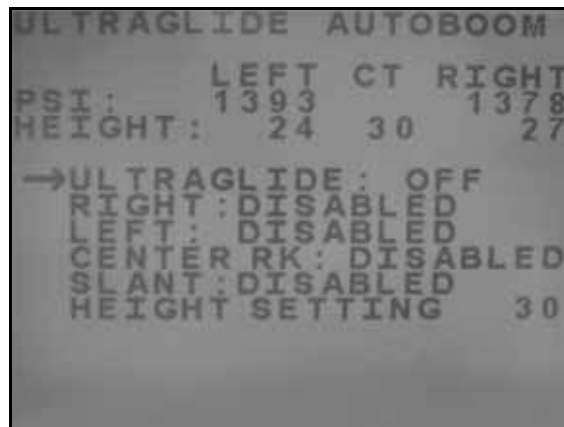 ULTRAGLIDE AUTOBOOM
LEFT CT RIGHT
PSI: 1393 1378
HEIGHT: 24 30 27
→ULTRAGLIDE: OFF
RIGHT:DISABLED
LEFT: DISABLED
CENTER RK: DISABLED
SLANT:DISABLED
HEIGHT SETTING 30